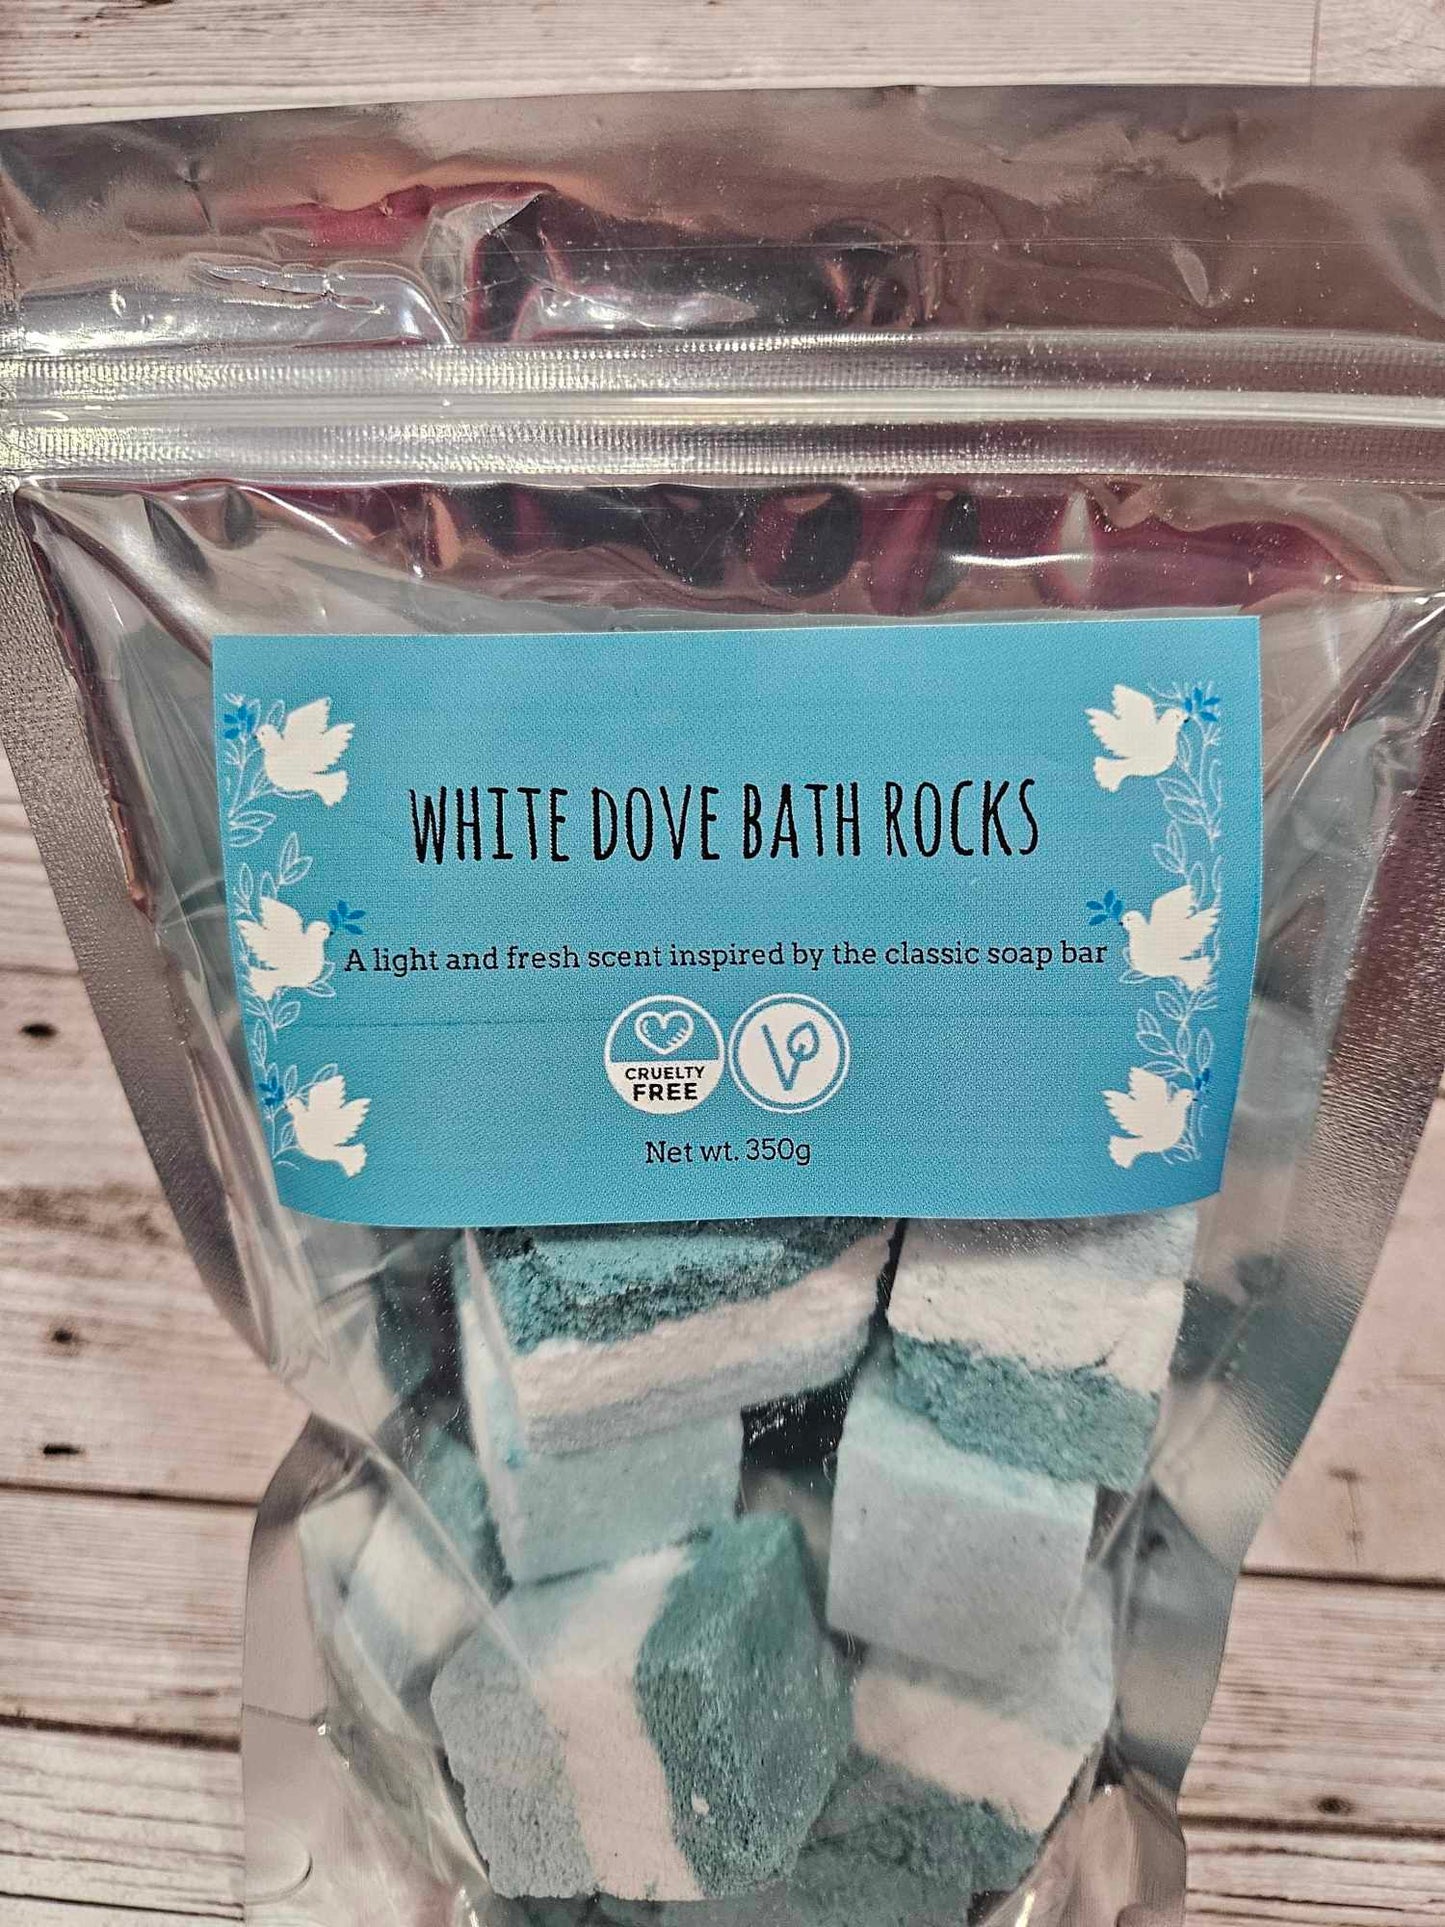 WHITE DOVE BATH ROCKS
A light and fresh scent inspired by the classic soap bar
CRUELTY
FREE
Net wt. 350g